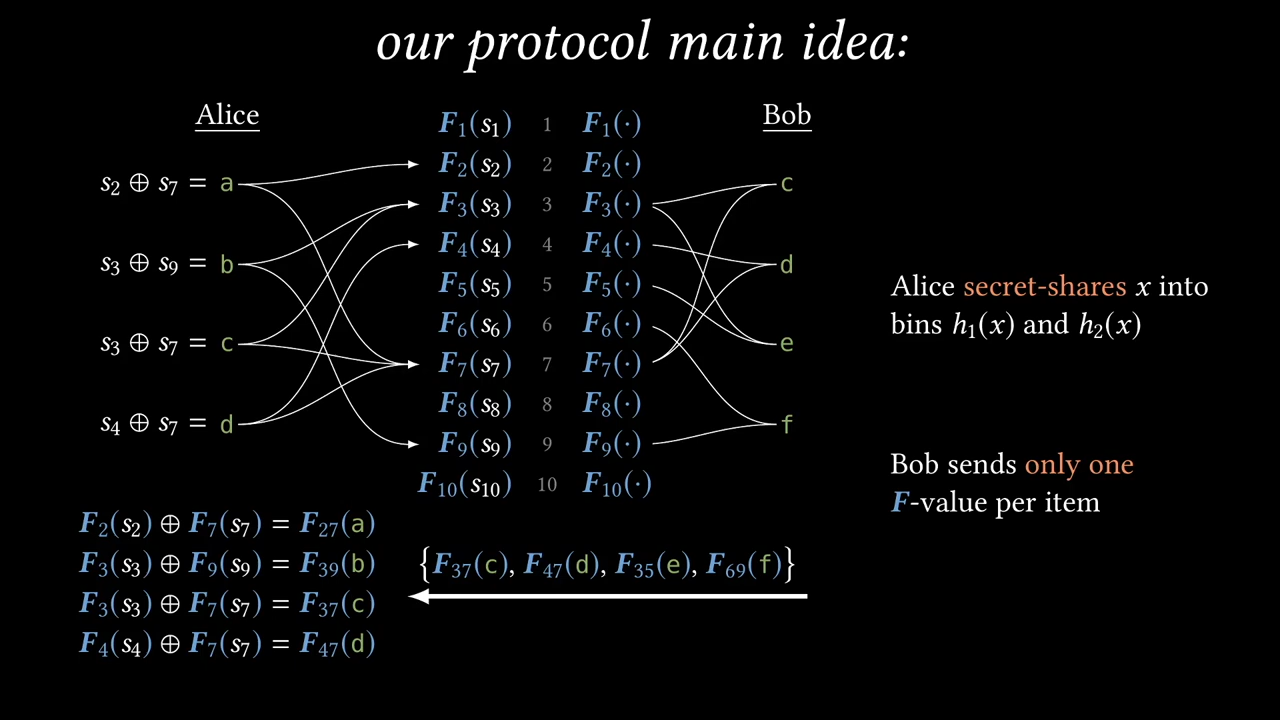 our protocol main idea:
Alice
Bob
s₂ ⊕ s₇ = a
s₃ ⊕ s₉ = b
s₃ ⊕ s₇ = c
s₄ ⊕ s₇ = d
F₁(s₁) 1 F₁(·)
F₂(s₂) 2 F₂(·)
F₃(s₃) 3 F₃(·)
F₄(s₄) 4 F₄(·)
F₅(s₅) 5 F₅(·)
F₆(s₆) 6 F₆(·)
F₇(s₇) 7 F₇(·)
F₈(s₈) 8 F₈(·)
F₉(s₉) 9 F₉(·)
F₁₀(s₁₀) 10 F₁₀(·)
c
d
e
f
Alice secret-shares x into
bins h₁(x) and h₂(x)
Bob sends only one
F-value per item
F₂(s₂) ⊕ F₇(s₇) = F₂₇(a)
F₃(s₃) ⊕ F₉(s₉) = F₃₉(b)
F₃(s₃) ⊕ F₇(s₇) = F₃₇(c)
F₄(s₄) ⊕ F₇(s₇) = F₄₇(d)
{F₃₇(c), F₄₇(d), F₃₅(e), F₆₉(f)}